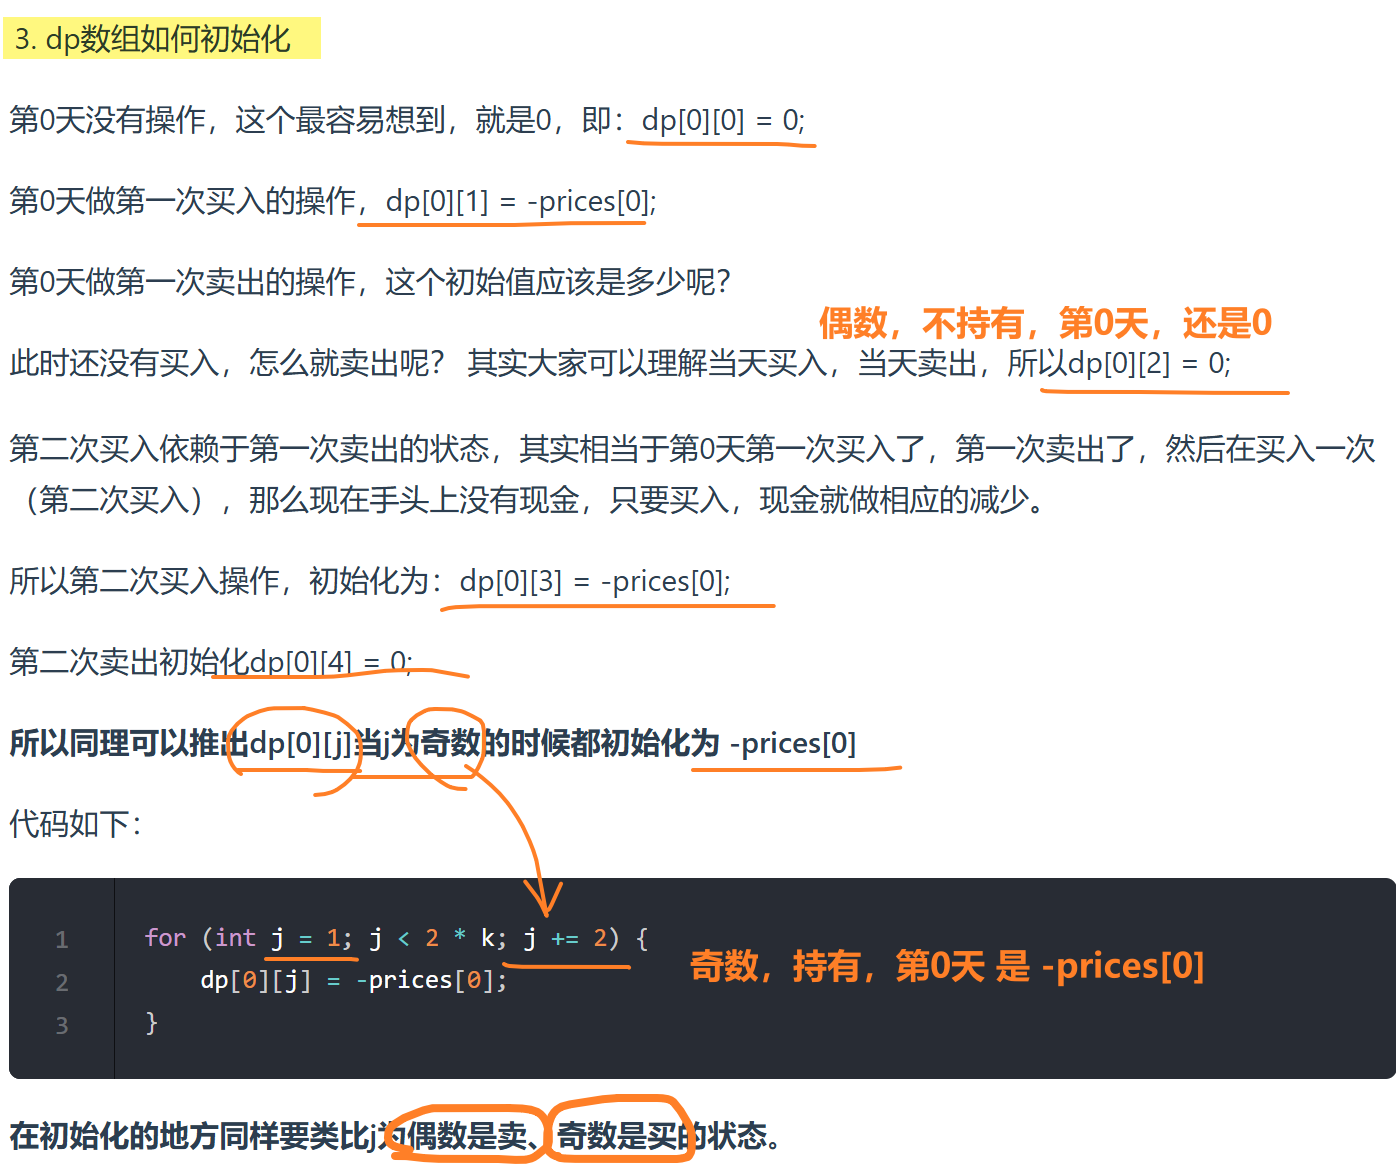 3. dp数组如何初始化
第0天没有操作，这个最容易想到，就是0，即：dp[0][0] = 0;
第0天做第一次买入的操作，dp[0][1] = -prices[0];
第0天做第一次卖出的操作，这个初始值应该是多少呢？
偶数，不持有，第0天，还是0
此时还没有买入，怎么就卖出呢？ 其实大家可以理解当天买入，当天卖出，所以dp[0][2] = 0;
第二次买入依赖于第一次卖出的状态，其实相当于第0天第一次买入了，第一次卖出了，然后在买入一次
（第二次买入），那么现在手头上没有现金，只要买入，现金就做相应的减少。
所以第二次买入操作，初始化为：dp[0][3] = -prices[0];
第二次卖出初始化dp[0][4] = 0;
所以同理可以推出dp[0][j]当j为奇数的时候都初始化为 -prices[0]
代码如下：
1 for (int j = 1; j < 2 * k; j += 2) {
2 dp[0][j] = -prices[0];
奇数，持有，第0天 是 -prices[0]
3 }
在初始化的地方同样要类比j为偶数是卖、奇数是买的状态。